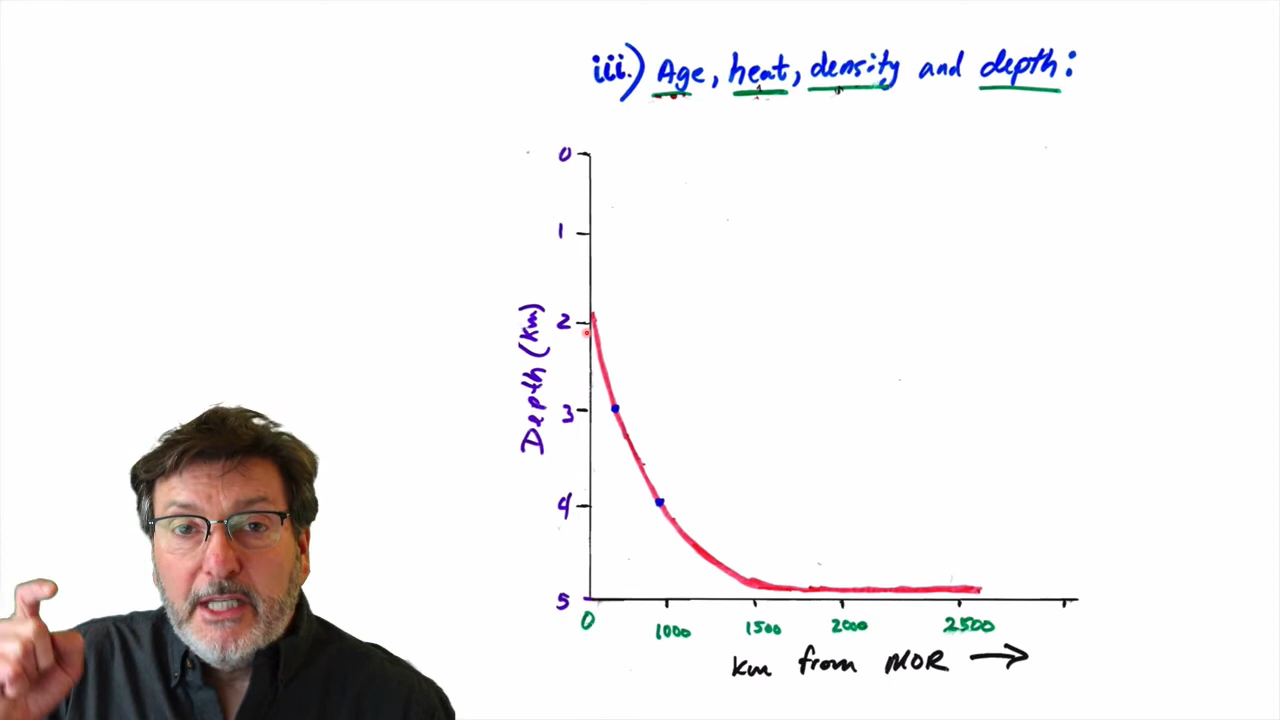 iii.) Age, heat, density and depth:
0
1
2
3
4
5
Depth (km)
0 1000 1500 2000 2500
km from MOR